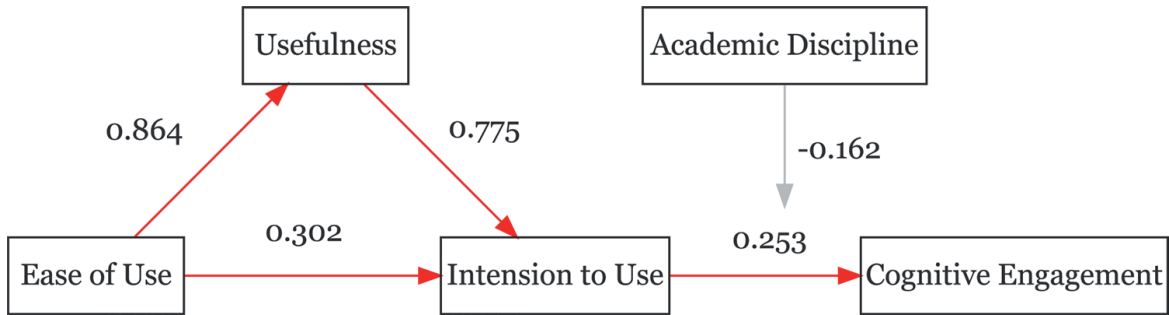 Usefulness
Academic Discipline
0.864
0.775
-0.162
0.302
0.253
Ease of Use
Intension to Use
Cognitive Engagement